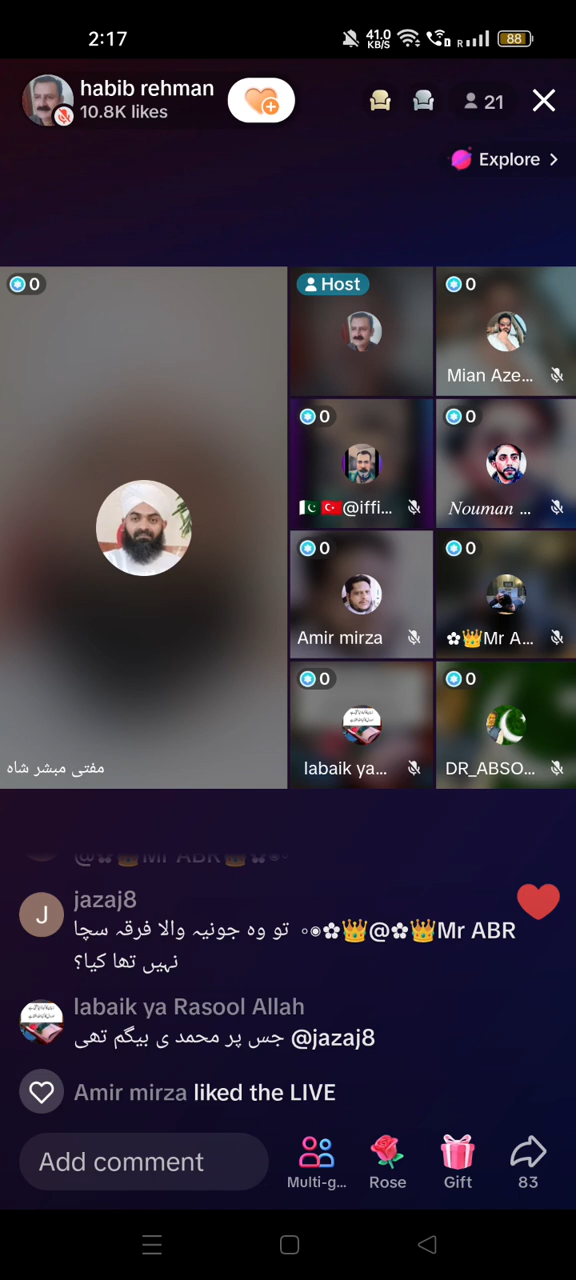 2:17
41.0
KB/S
R
88
habib rehman
10.8K likes
21
Explore
0
Host
0
Mian Aze...
0
🇵🇰🇹🇷@iffi...
0
Nouman ...
0
Amir mirza
0
✿👑Mr A...
0
labaik ya...
0
DR_ABSO...
مفتی مبشر شاہ
@✿👑Mr ABR👑✿
jazaj8
@✿👑Mr ABR👑✿◉◦ تو وہ جونیہ والا فرقہ سچا
نہیں تھا کیا؟
labaik ya Rasool Allah
@jazaj8 جس پر محمد ی بیگم تھی
Amir mirza liked the LIVE
Add comment
Multi-g...
Rose
Gift
83
J